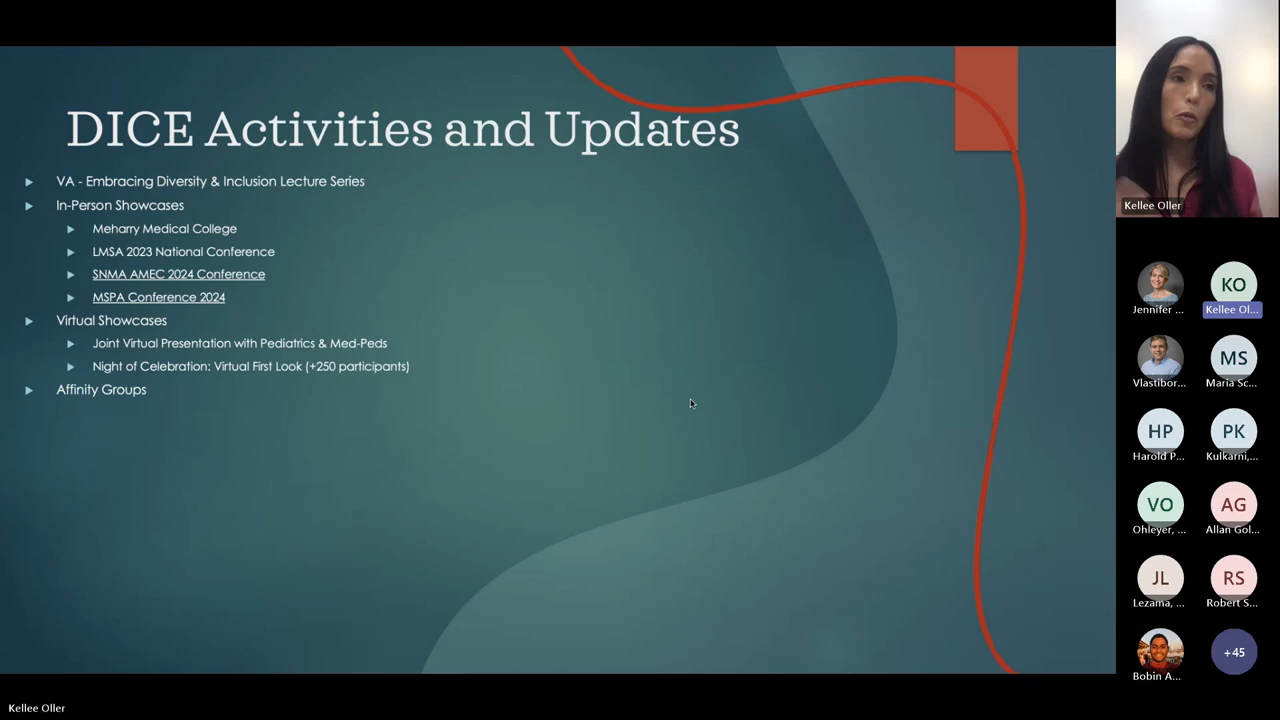 DICE Activities and Updates
VA - Embracing Diversity & Inclusion Lecture Series
In-Person Showcases
Meharry Medical College
LMSA 2023 National Conference
SNMA AMEC 2024 Conference
MSPA Conference 2024
Virtual Showcases
Joint Virtual Presentation with Pediatrics & Med-Peds
Night of Celebration: Virtual First Look (+250 participants)
Affinity Groups
Kellee Oller
KO
Jennifer ...
Kellee Ol...
MS
Vlastibor...
Maria Sc...
HP
PK
Harold P...
Kulkarni,...
VO
AG
Ohleyer, ...
Allan Gol...
JL
RS
Lezama, ...
Robert S...
+45
Bobin A...
Kellee Oller